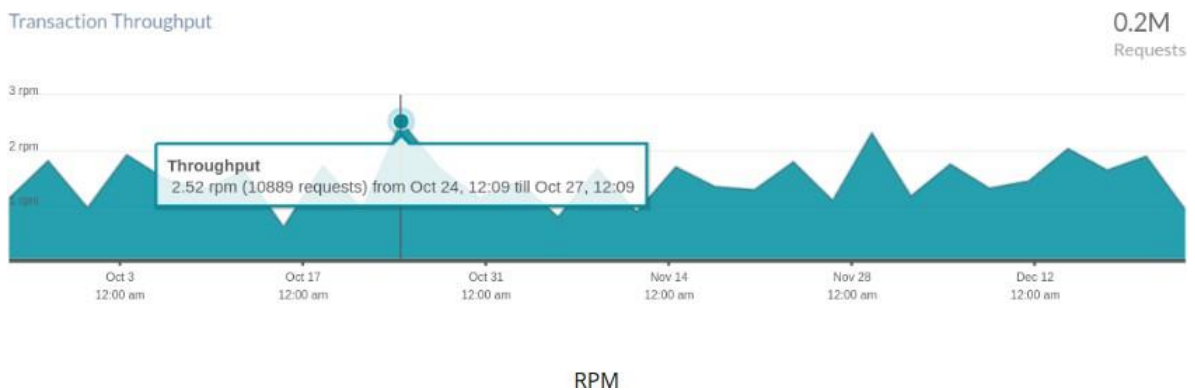 Transaction Throughput
0.2M
Requests
3 rpm
2 rpm
Throughput
2.52 rpm (10889 requests) from Oct 24, 12:09 till Oct 27, 12:09
1 rpm
Oct 3
12:00 am
Oct 17
12:00 am
Oct 31
12:00 am
Nov 14
12:00 am
Nov 28
12:00 am
Dec 12
12:00 am
RPM